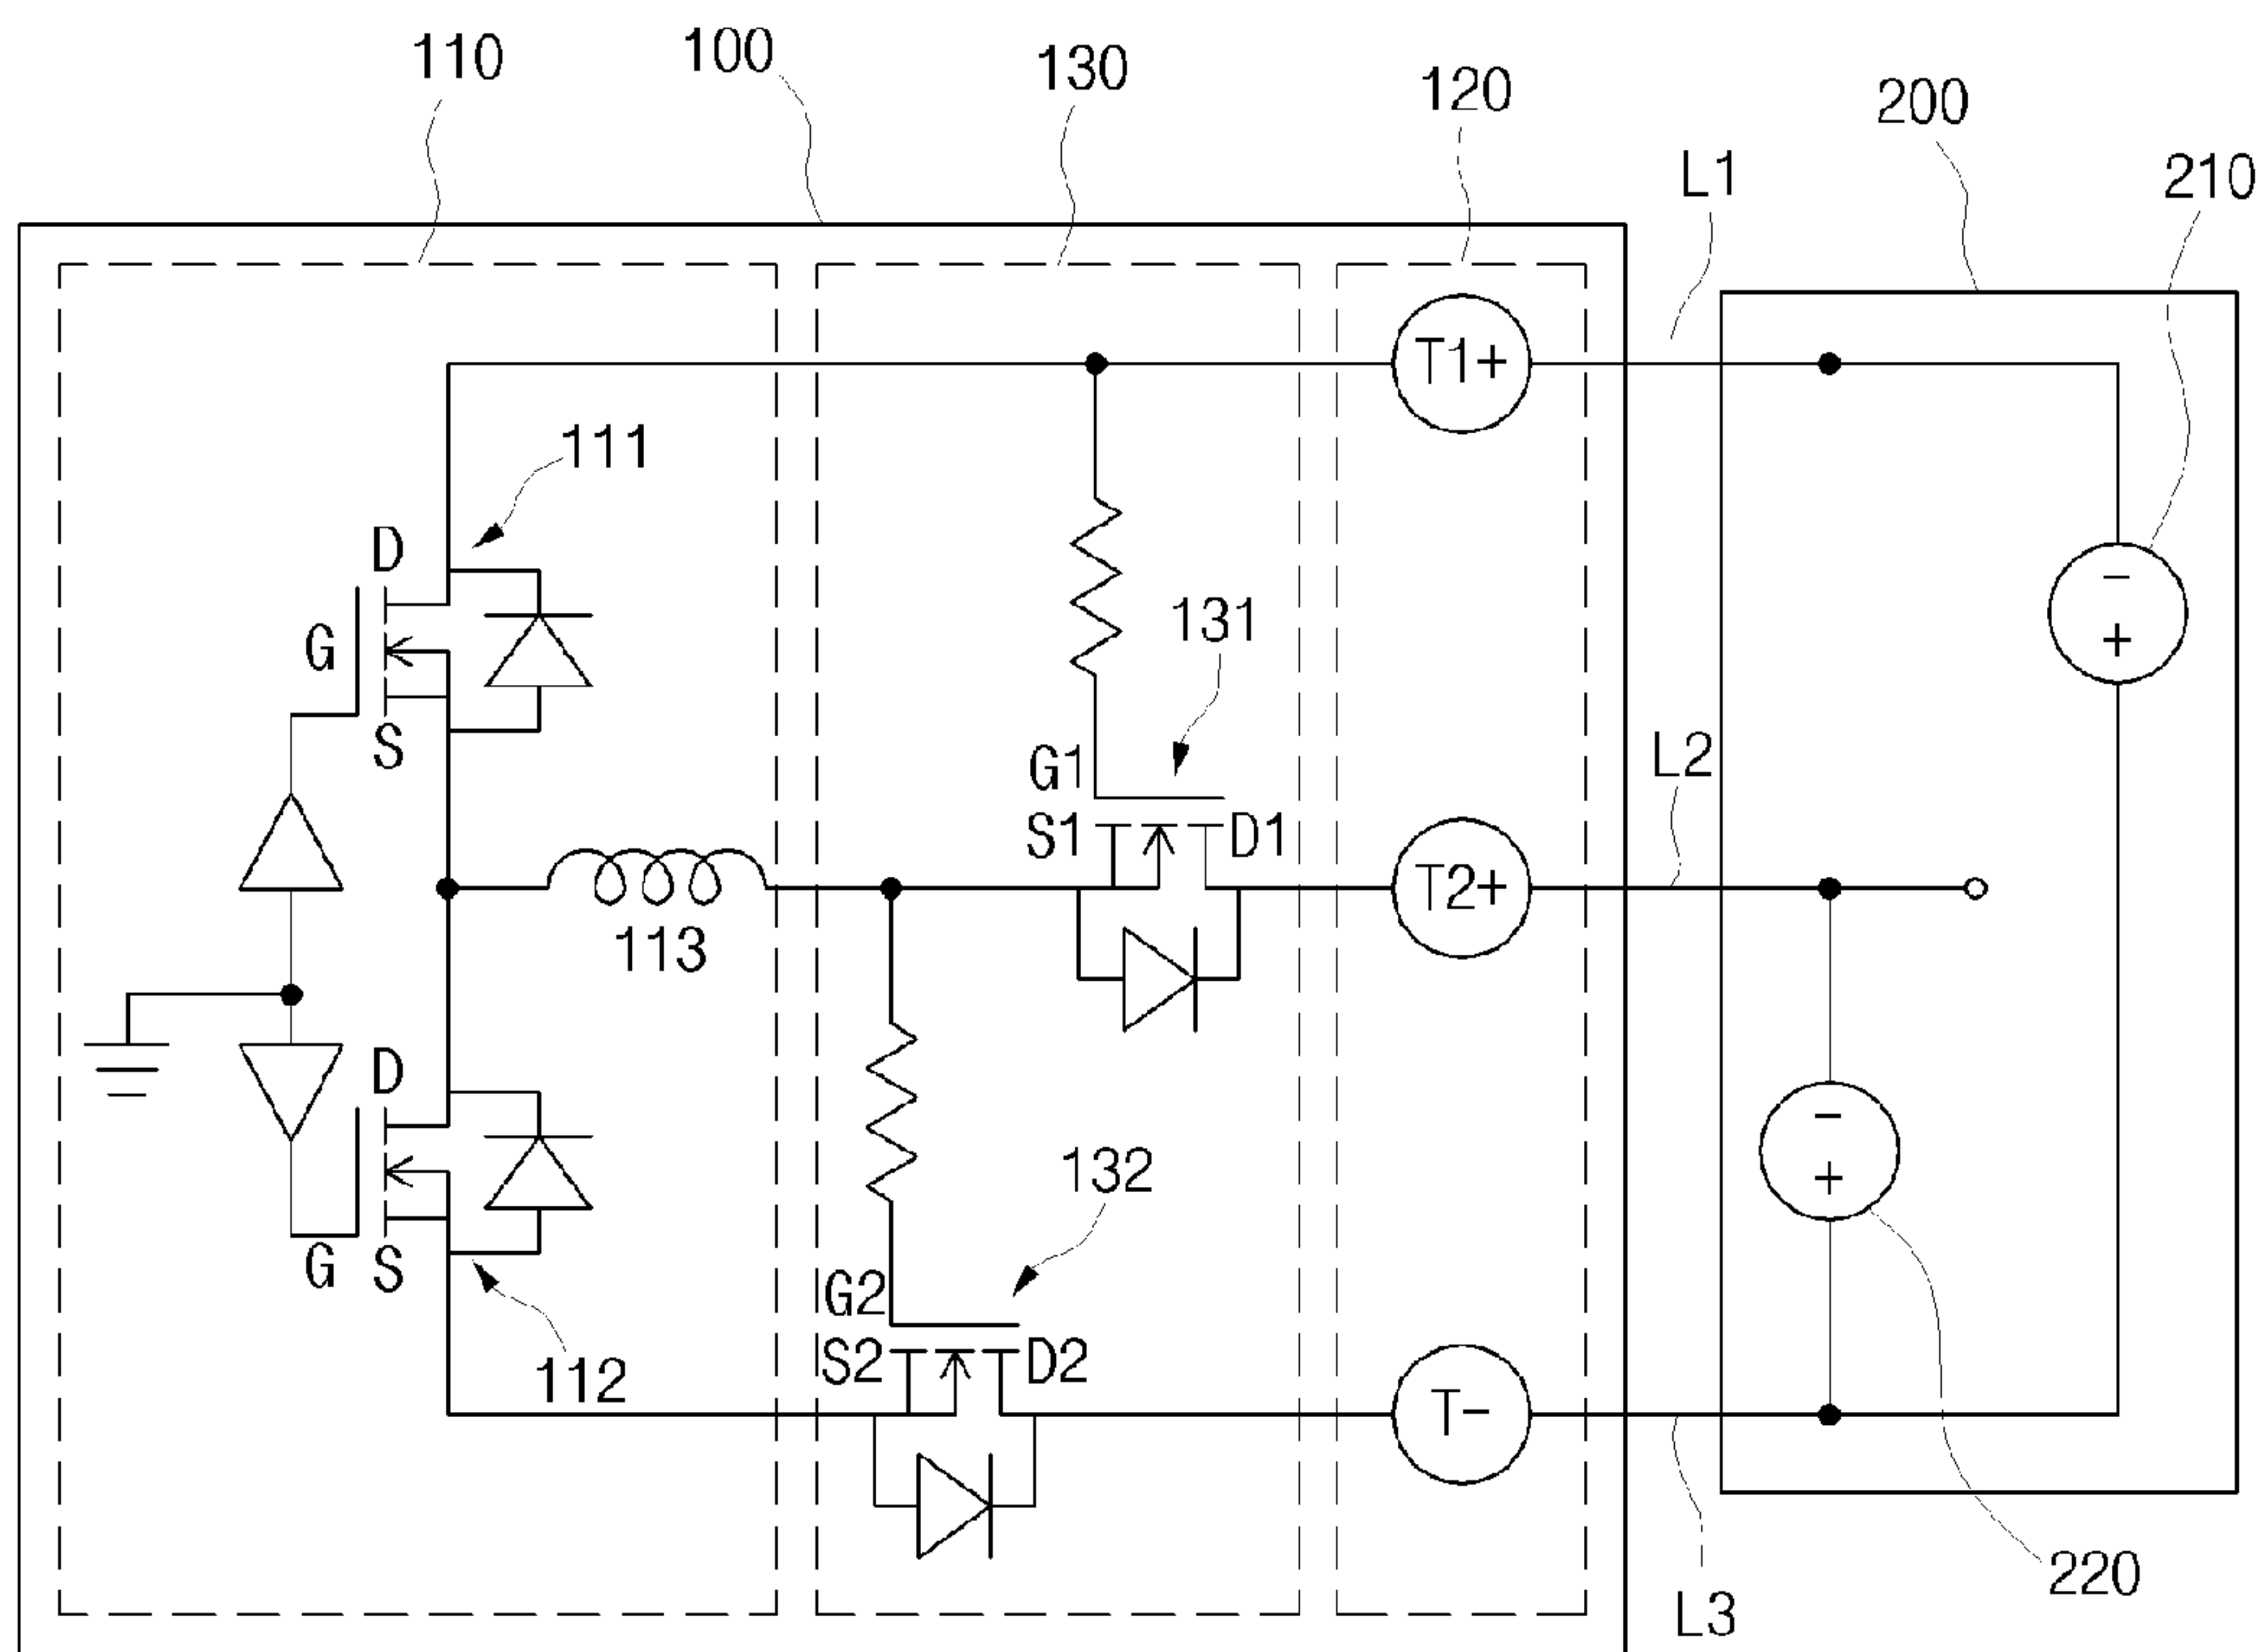 100
110
130
120
200
L1
210
T1+
111
D
G
S
−
+
131
G1
S1
D1
L2
T2+
113
D
G
S
−
+
132
G2
S2
D2
112
T−
220
L3